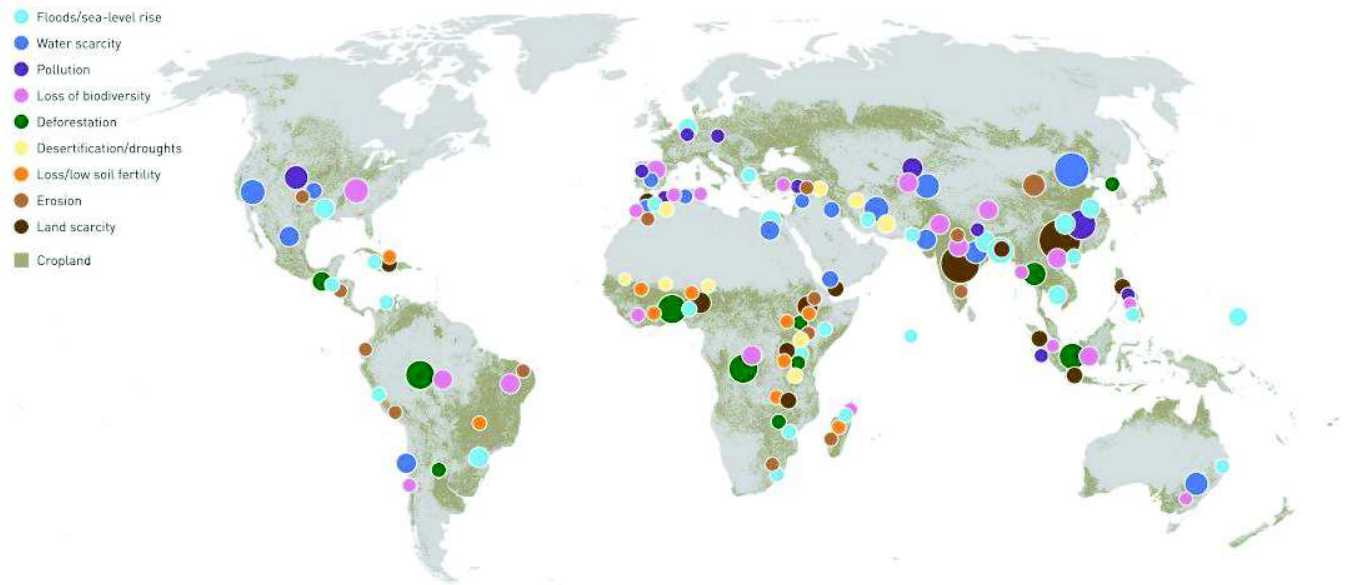 Floods/sea-level rise
Water scarcity
Pollution
Loss of biodiversity
Deforestation
Desertification/droughts
Loss/low soil fertility
Erosion
Land scarcity
Cropland